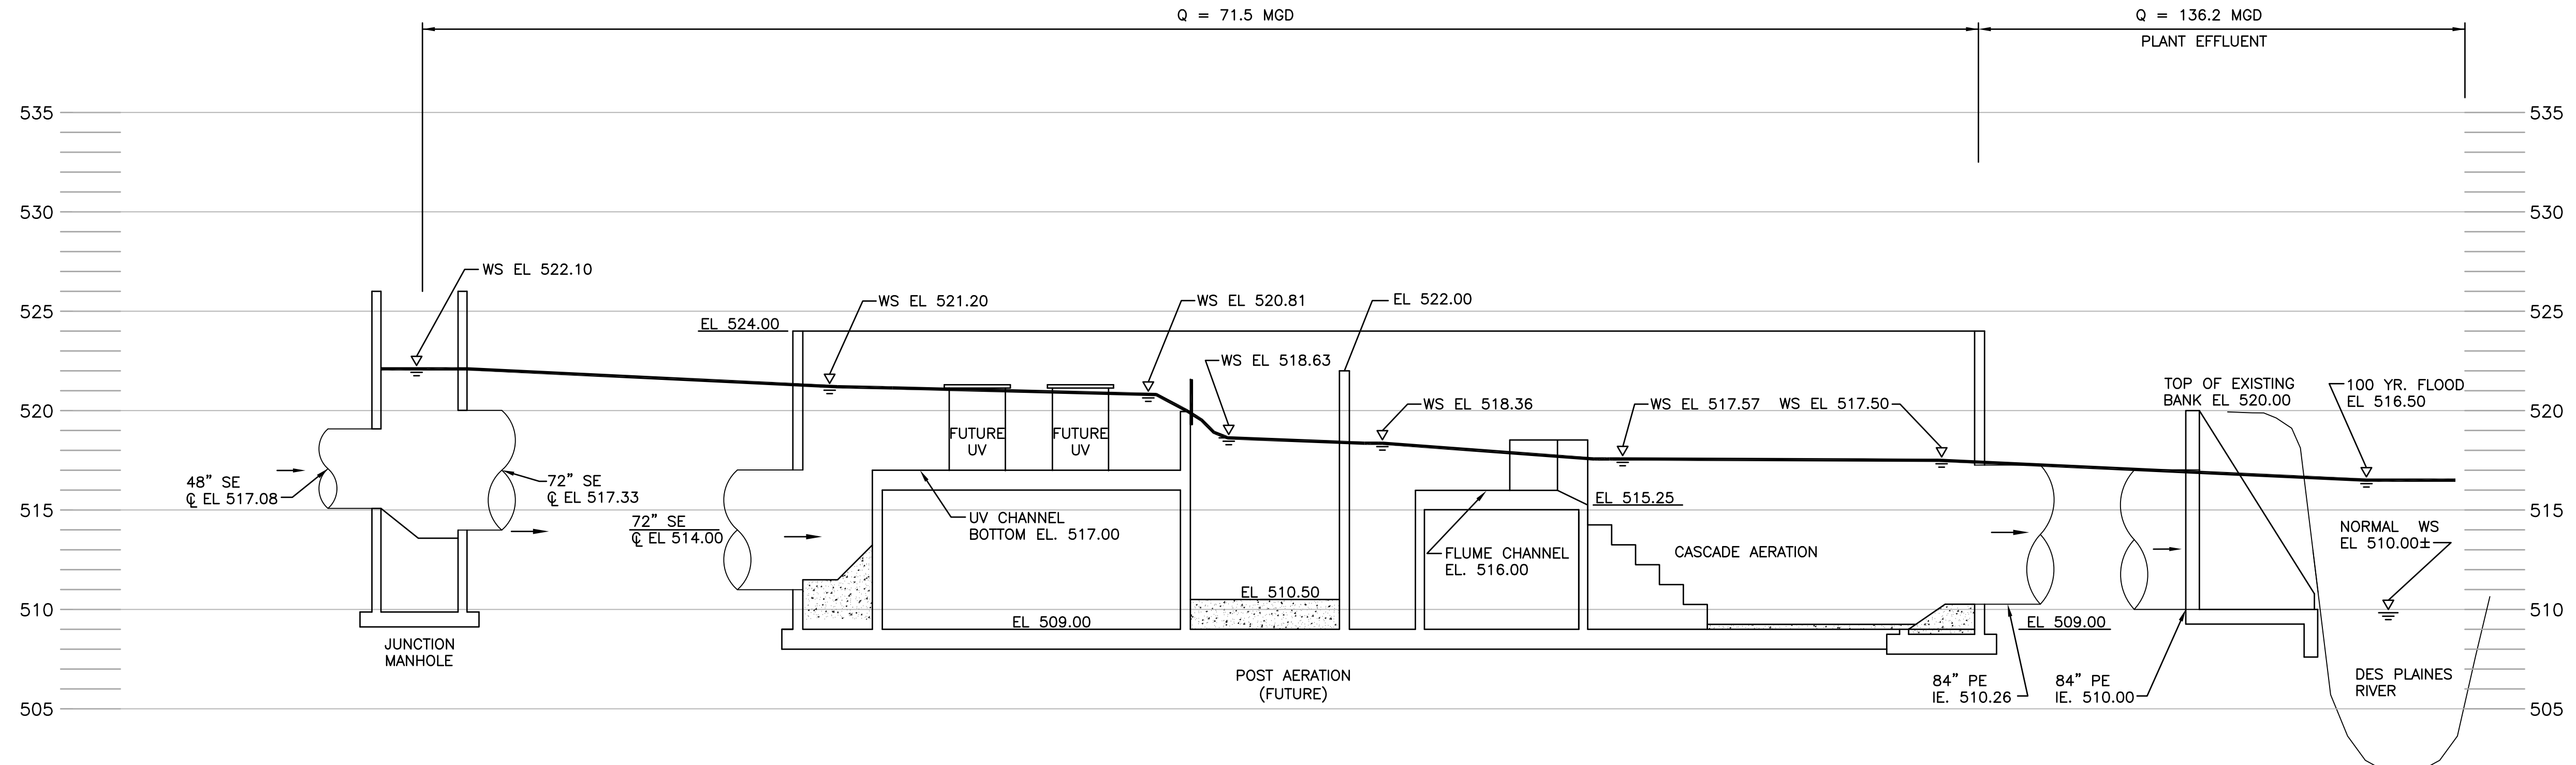 Q = 71.5 MGD
Q = 136.2 MGD
PLANT EFFLUENT
535
535
530
530
WS EL 522.10
525
525
WS EL 521.20
WS EL 520.81
EL 522.00
EL 524.00
WS EL 518.63
TOP OF EXISTING
BANK EL 520.00
100 YR. FLOOD
EL 516.50
520
520
WS EL 518.36
WS EL 517.57
WS EL 517.50
FUTURE
UV
FUTURE
UV
48" SE
℄ EL 517.08
72" SE
℄ EL 517.33
515
515
EL 515.25
72" SE
℄ EL 514.00
UV CHANNEL
BOTTOM EL. 517.00
FLUME CHANNEL
EL. 516.00
CASCADE AERATION
NORMAL WS
EL 510.00±
EL 510.50
510
510
EL 509.00
EL 509.00
JUNCTION
MANHOLE
POST AERATION
(FUTURE)
84" PE
IE. 510.26
84" PE
IE. 510.00
DES PLAINES
RIVER
505
505